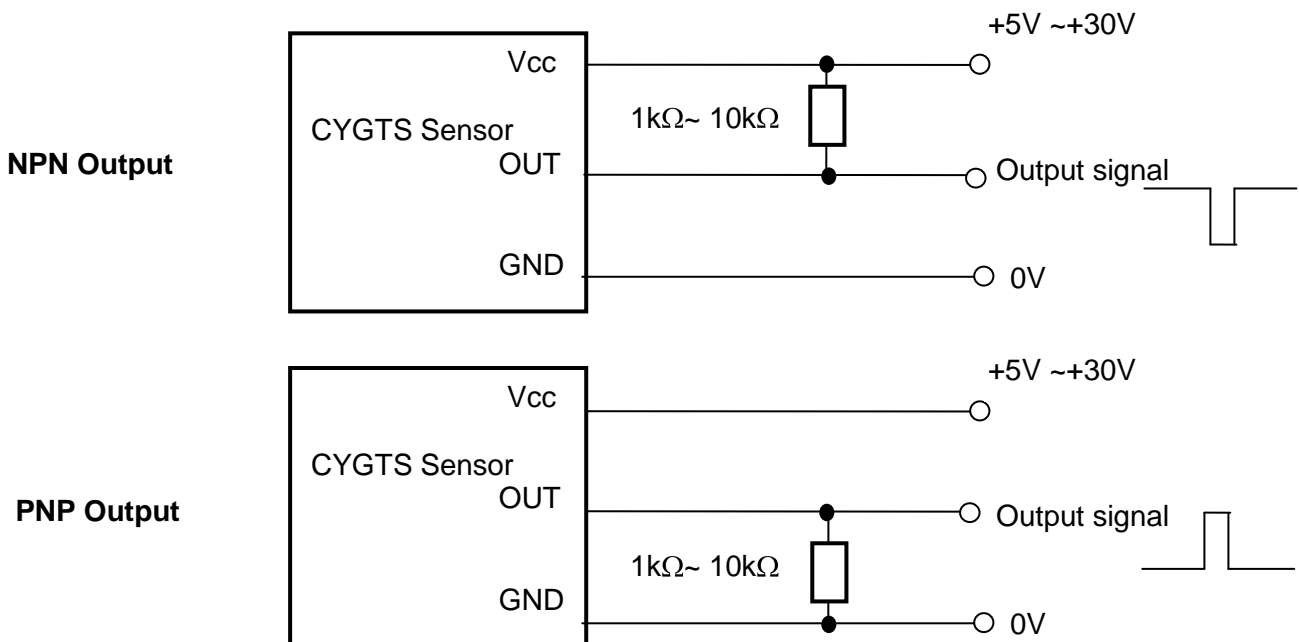 +5V ~+30V
Vcc
1kΩ~ 10kΩ
CYGTS Sensor
NPN Output
OUT
Output signal
GND
0V
+5V ~+30V
Vcc
CYGTS Sensor
OUT
PNP Output
Output signal
1kΩ~ 10kΩ
GND
0V